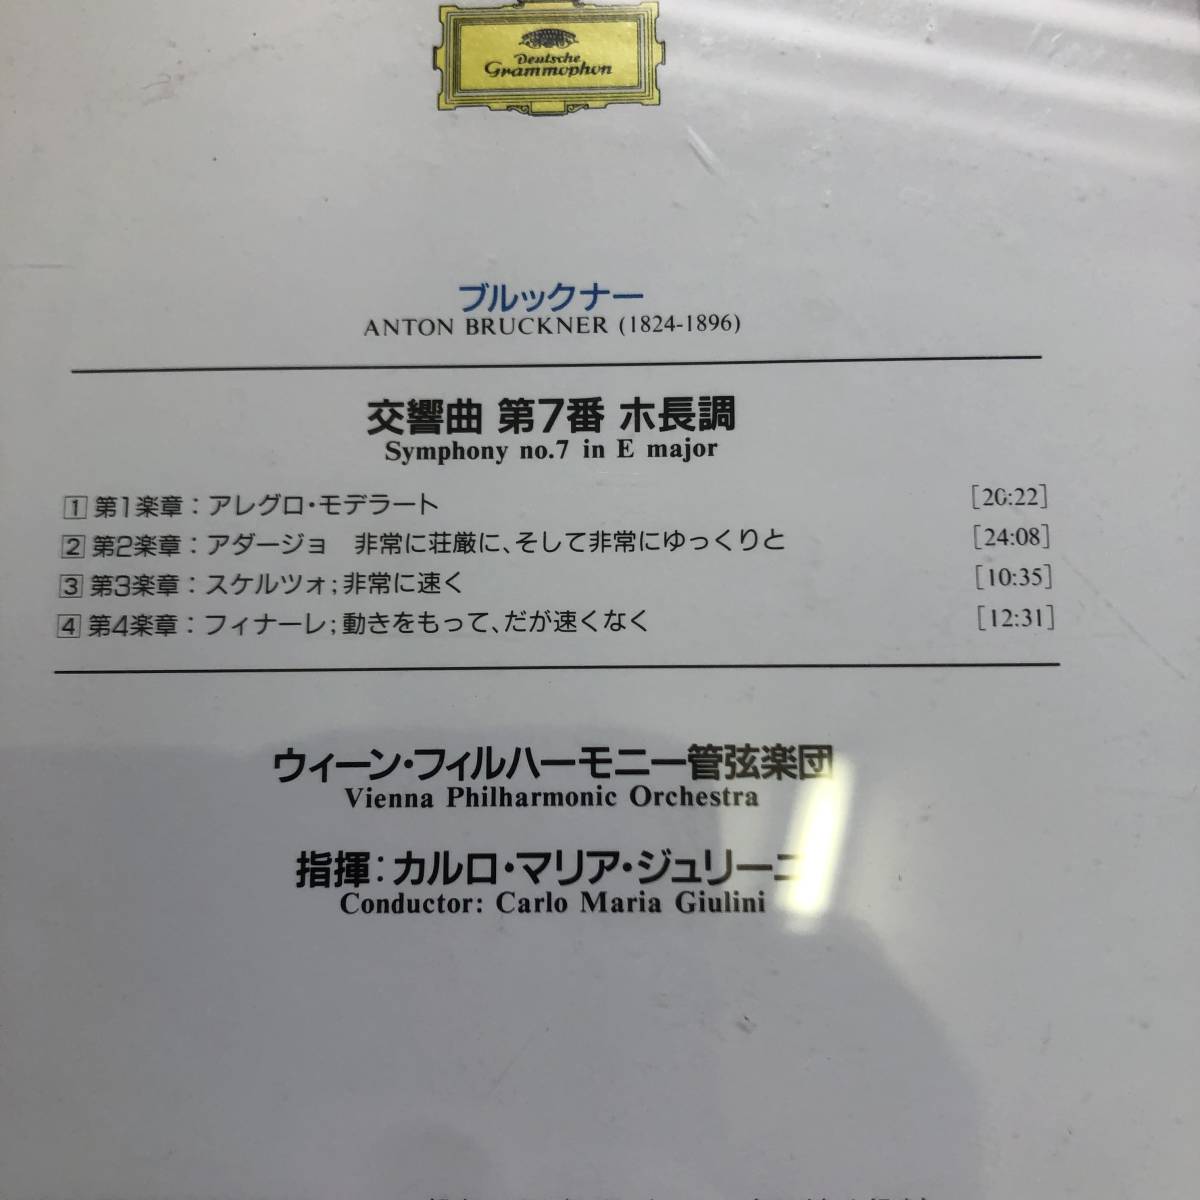 Deutsche
Grammophon
ブルックナー
ANTON BRUCKNER (1824-1896)
交響曲 第7番 ホ長調
Symphony no.7 in E major
1 第1楽章：アレグロ・モデラート [20:22]
2 第2楽章：アダージョ　非常に荘厳に、そして非常にゆっくりと [24:08]
3 第3楽章：スケルツォ；非常に速く [10:35]
4 第4楽章：フィナーレ；動きをもって、だが速くなく [12:31]
ウィーン・フィルハーモニー管弦楽団
Vienna Philharmonic Orchestra
指揮：カルロ・マリア・ジュリーニ
Conductor: Carlo Maria Giulini